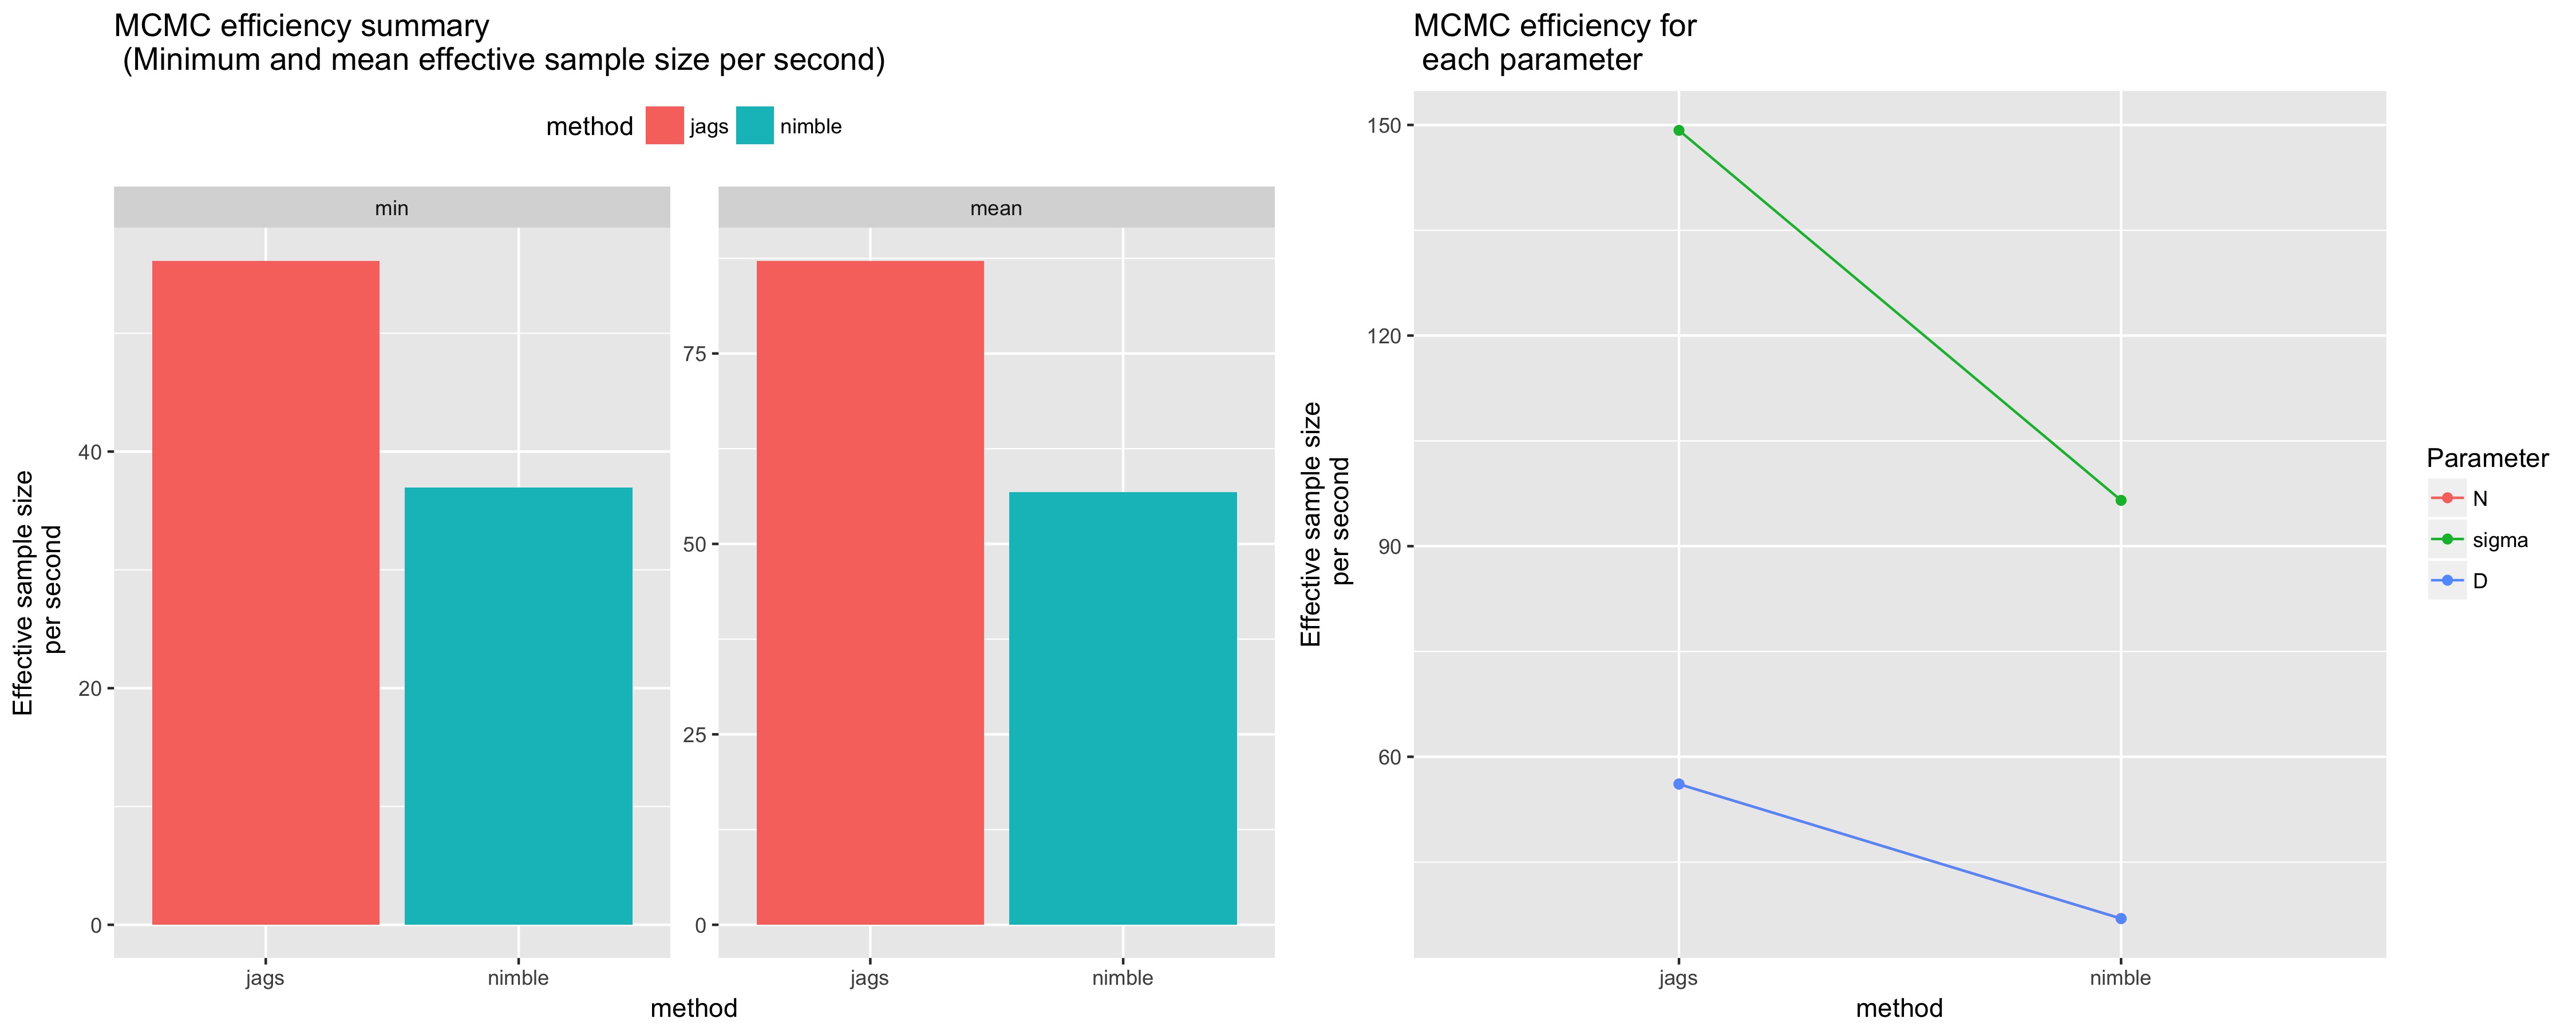 MCMC efficiency summary
(Minimum and mean effective sample size per second)
method jags nimble
min
mean
Effective sample size
per second
40
20
0
75
50
25
0
jags
nimble
jags
nimble
method
MCMC efficiency for
each parameter
Effective sample size
per second
150
120
90
60
jags
nimble
method
Parameter
N
sigma
D